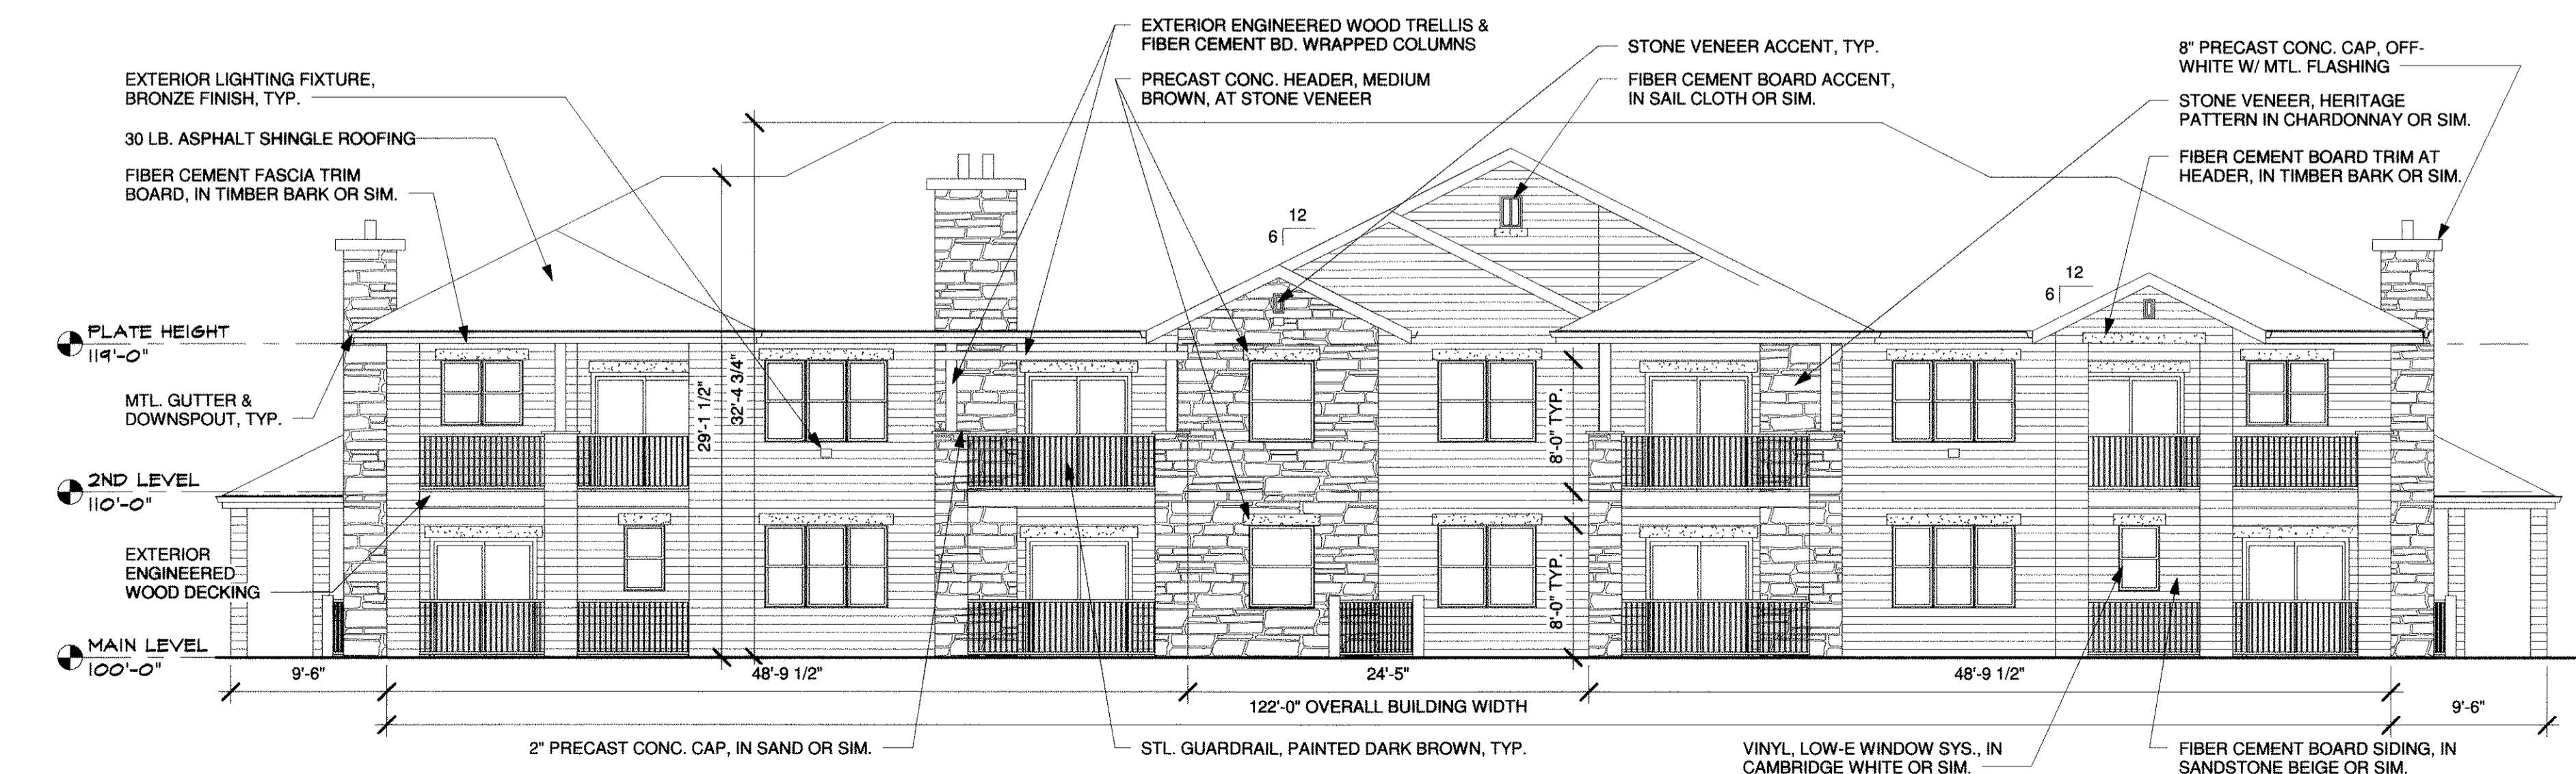 EXTERIOR ENGINEERED WOOD TRELLIS &
FIBER CEMENT BD. WRAPPED COLUMNS
STONE VENEER ACCENT, TYP.
8" PRECAST CONC. CAP, OFF-
WHITE W/ MTL. FLASHING
EXTERIOR LIGHTING FIXTURE,
BRONZE FINISH, TYP.
PRECAST CONC. HEADER, MEDIUM
BROWN, AT STONE VENEER
FIBER CEMENT BOARD ACCENT,
IN SAIL CLOTH OR SIM.
STONE VENEER, HERITAGE
PATTERN IN CHARDONNAY OR SIM.
30 LB. ASPHALT SHINGLE ROOFING
FIBER CEMENT BOARD TRIM AT
HEADER, IN TIMBER BARK OR SIM.
FIBER CEMENT FASCIA TRIM
BOARD, IN TIMBER BARK OR SIM.
12
6
12
6
PLATE HEIGHT
119'-0"
29'-1 1/2"
32'-4 3/4"
8'-0" TYP.
MTL. GUTTER &
DOWNSPOUT, TYP.
2ND LEVEL
110'-0"
EXTERIOR
ENGINEERED
WOOD DECKING
8'-0" TYP.
MAIN LEVEL
100'-0"
9'-6"
48'-9 1/2"
24'-5"
48'-9 1/2"
122'-0" OVERALL BUILDING WIDTH
9'-6"
2" PRECAST CONC. CAP, IN SAND OR SIM.
STL. GUARDRAIL, PAINTED DARK BROWN, TYP.
VINYL, LOW-E WINDOW SYS., IN
CAMBRIDGE WHITE OR SIM.
FIBER CEMENT BOARD SIDING, IN
SANDSTONE BEIGE OR SIM.